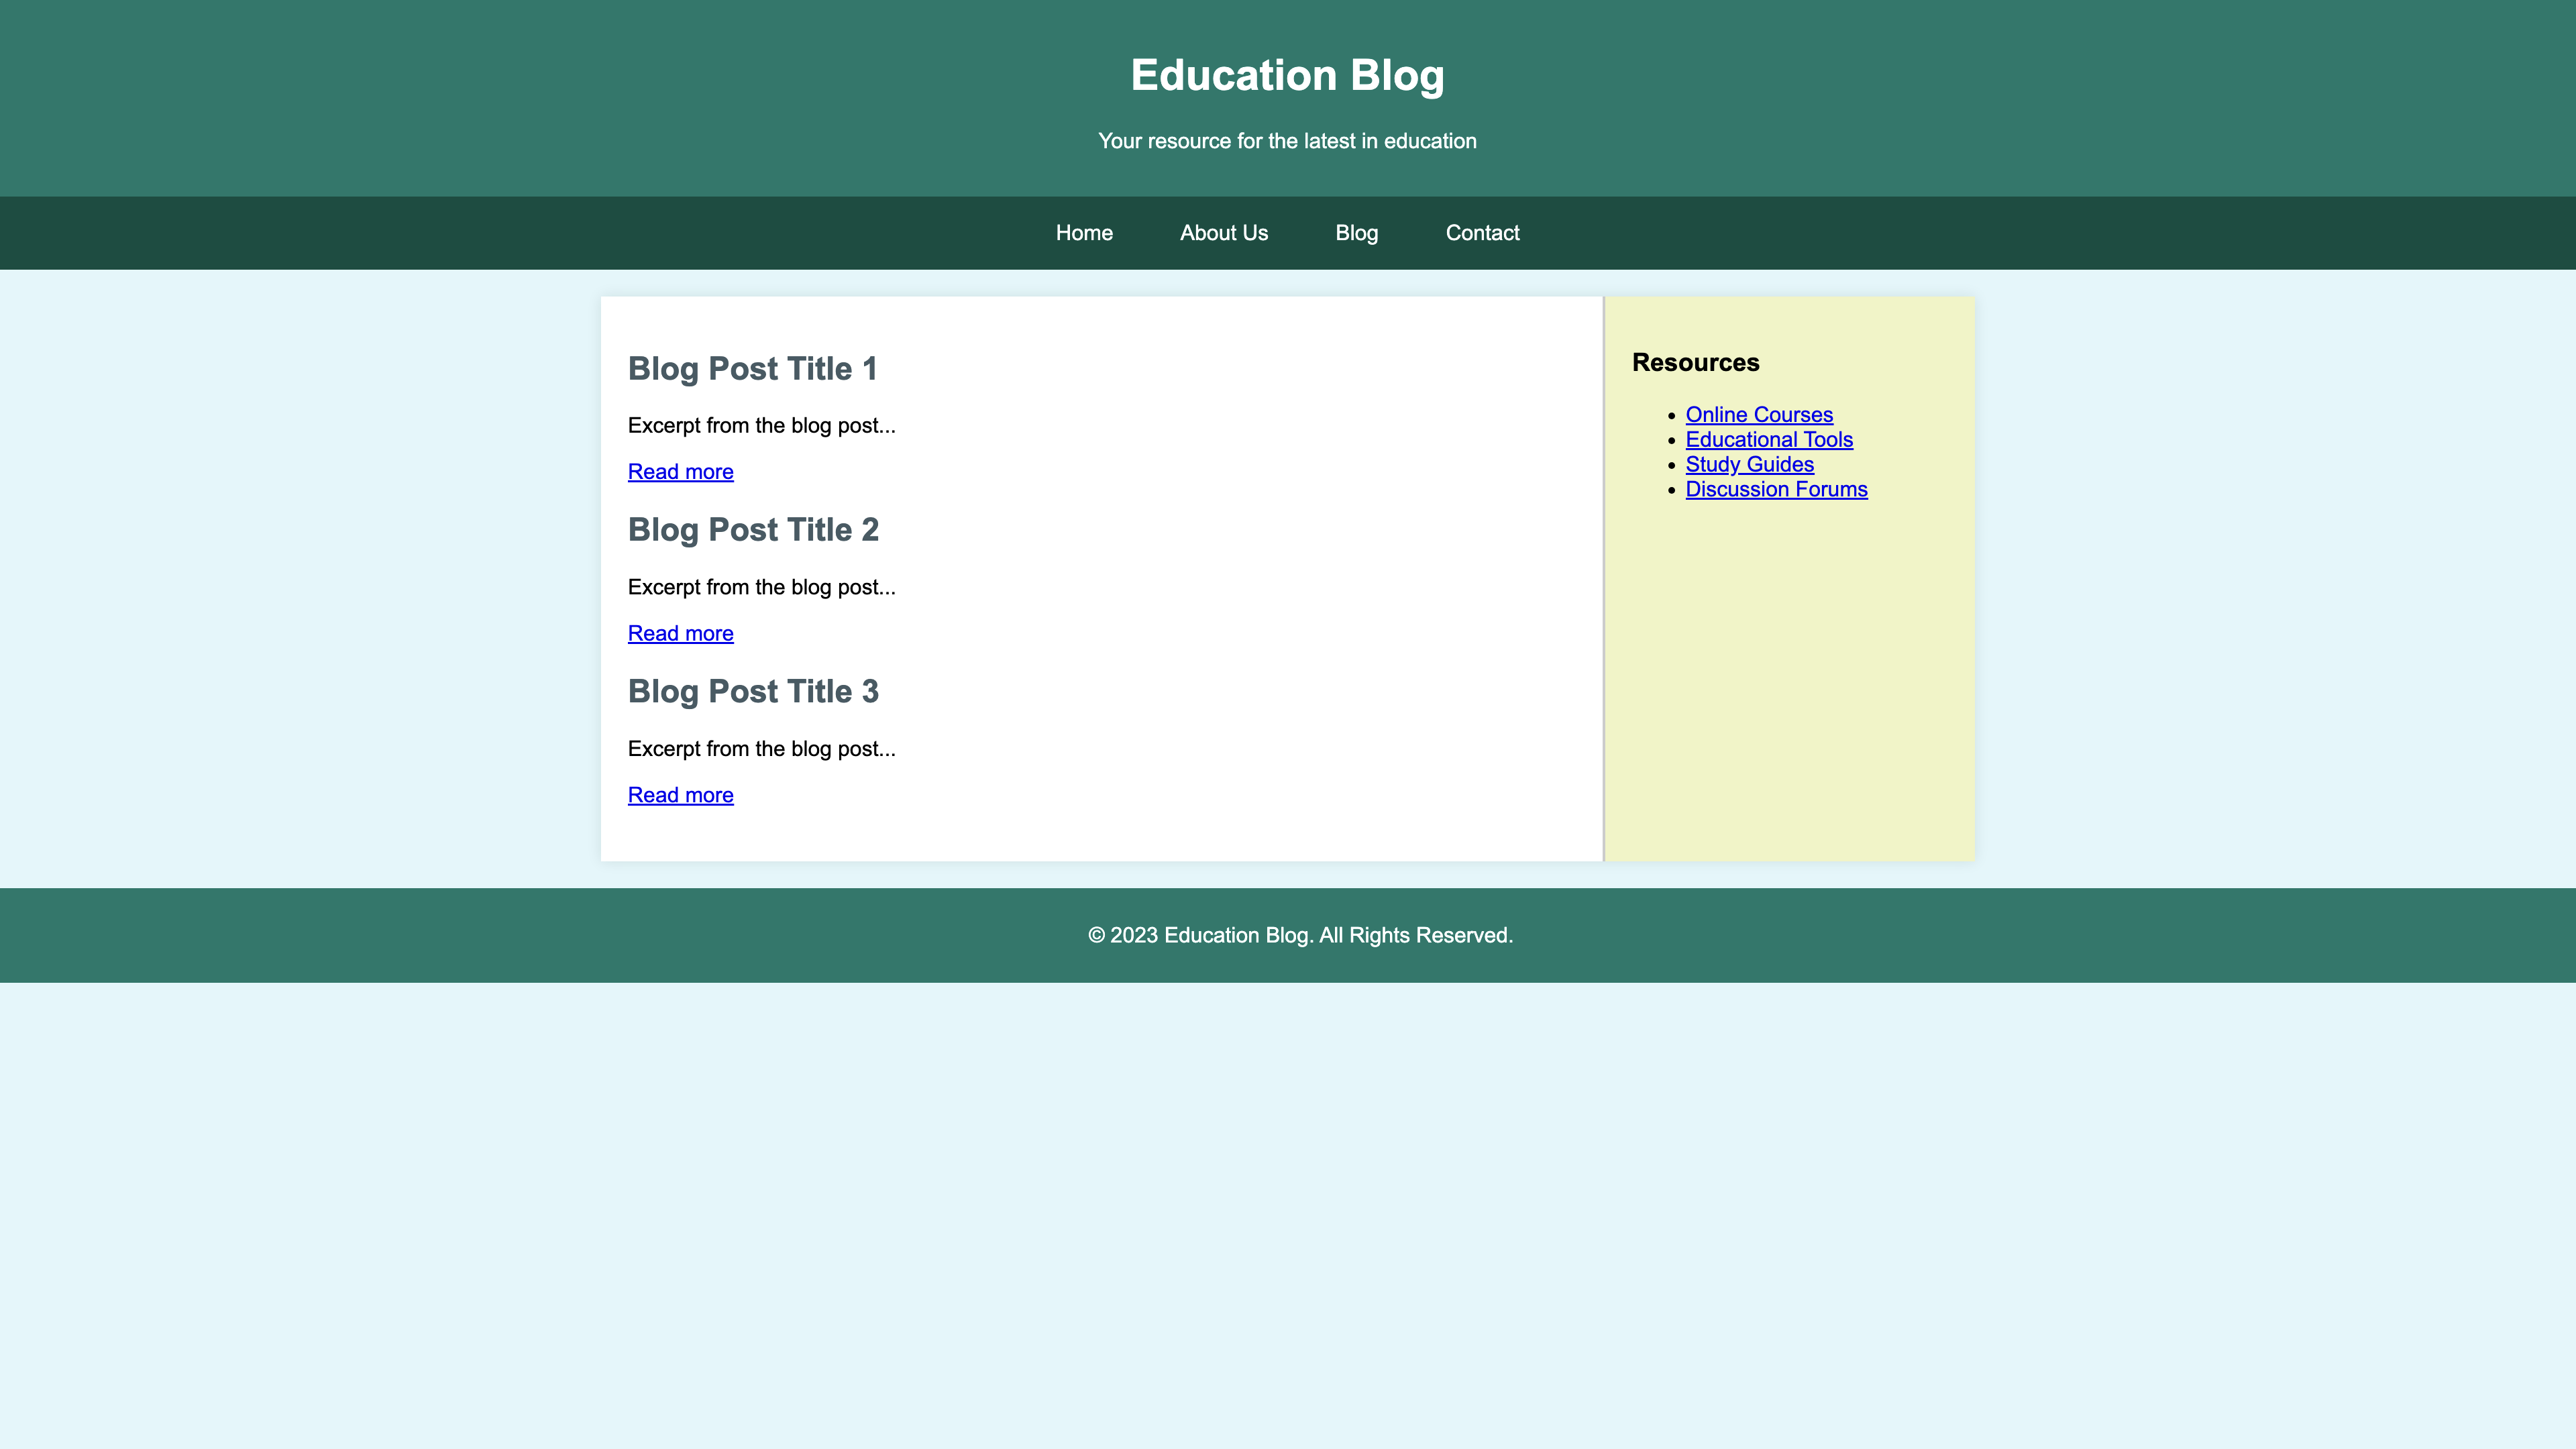 Education Blog
Your resource for the latest in education
Home About Us Blog Contact
Blog Post Title 1
Excerpt from the blog post...
Read more
Blog Post Title 2
Excerpt from the blog post...
Read more
Blog Post Title 3
Excerpt from the blog post...
Read more
Resources
Online Courses
Educational Tools
Study Guides
Discussion Forums
© 2023 Education Blog. All Rights Reserved.